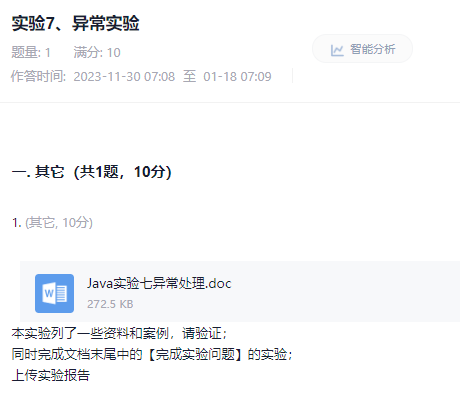 实验7、异常实验
题量: 1 满分: 10
智能分析
作答时间: 2023-11-30 07:08 至 01-18 07:09
一. 其它（共1题，10分）
1. (其它, 10分)
W
Java实验七异常处理.doc
272.5 KB
本实验列了一些资料和案例，请验证；
同时完成文档末尾中的【完成实验问题】的实验；
上传实验报告